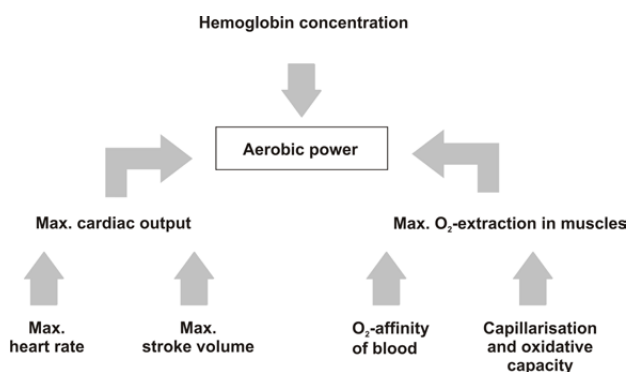 Hemoglobin concentration
Aerobic power
Max. cardiac output
Max. O₂-extraction in muscles
Max.
heart rate
Max.
stroke volume
O₂-affinity
of blood
Capillarisation
and oxidative
capacity